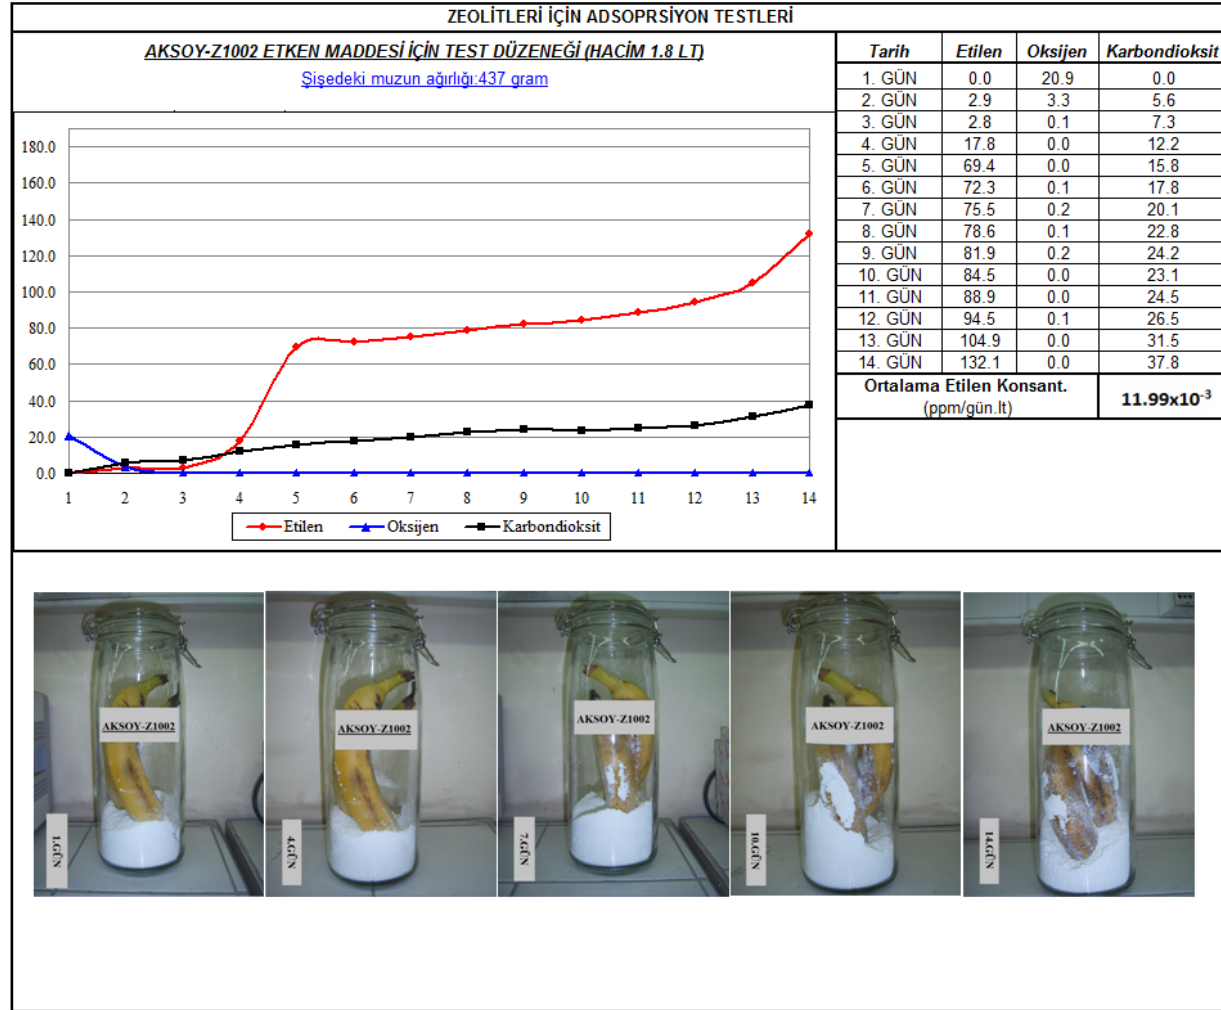 ZEOLİTLERİ İÇİN ADSOPRSİYON TESTLERİ
AKSOY-Z1002 ETKEN MADDESİ İÇİN TEST DÜZENEĞİ (HACİM 1.8 LT)
Şişedeki muzun ağırlığı:437 gram
180.0
160.0
140.0
120.0
100.0
80.0
60.0
40.0
20.0
0.0
1 2 3 4 5 6 7 8 9 10 11 12 13 14
Etilen Oksijen Karbondioksit
Tarih Etilen Oksijen Karbondioksit
1. GÜN 0.0 20.9 0.0
2. GÜN 2.9 3.3 5.6
3. GÜN 2.8 0.1 7.3
4. GÜN 17.8 0.0 12.2
5. GÜN 69.4 0.0 15.8
6. GÜN 72.3 0.1 17.8
7. GÜN 75.5 0.2 20.1
8. GÜN 78.6 0.1 22.8
9. GÜN 81.9 0.2 24.2
10. GÜN 84.5 0.0 23.1
11. GÜN 88.9 0.0 24.5
12. GÜN 94.5 0.1 26.5
13. GÜN 104.9 0.0 31.5
14. GÜN 132.1 0.0 37.8
Ortalama Etilen Konsant.
(ppm/gün.lt)
11.99x10⁻³
AKSOY-Z1002
1.GÜN
AKSOY-Z1002
4.GÜN
AKSOY-Z1002
7.GÜN
AKSOY-Z1002
10.GÜN
AKSOY-Z1002
14.GÜN